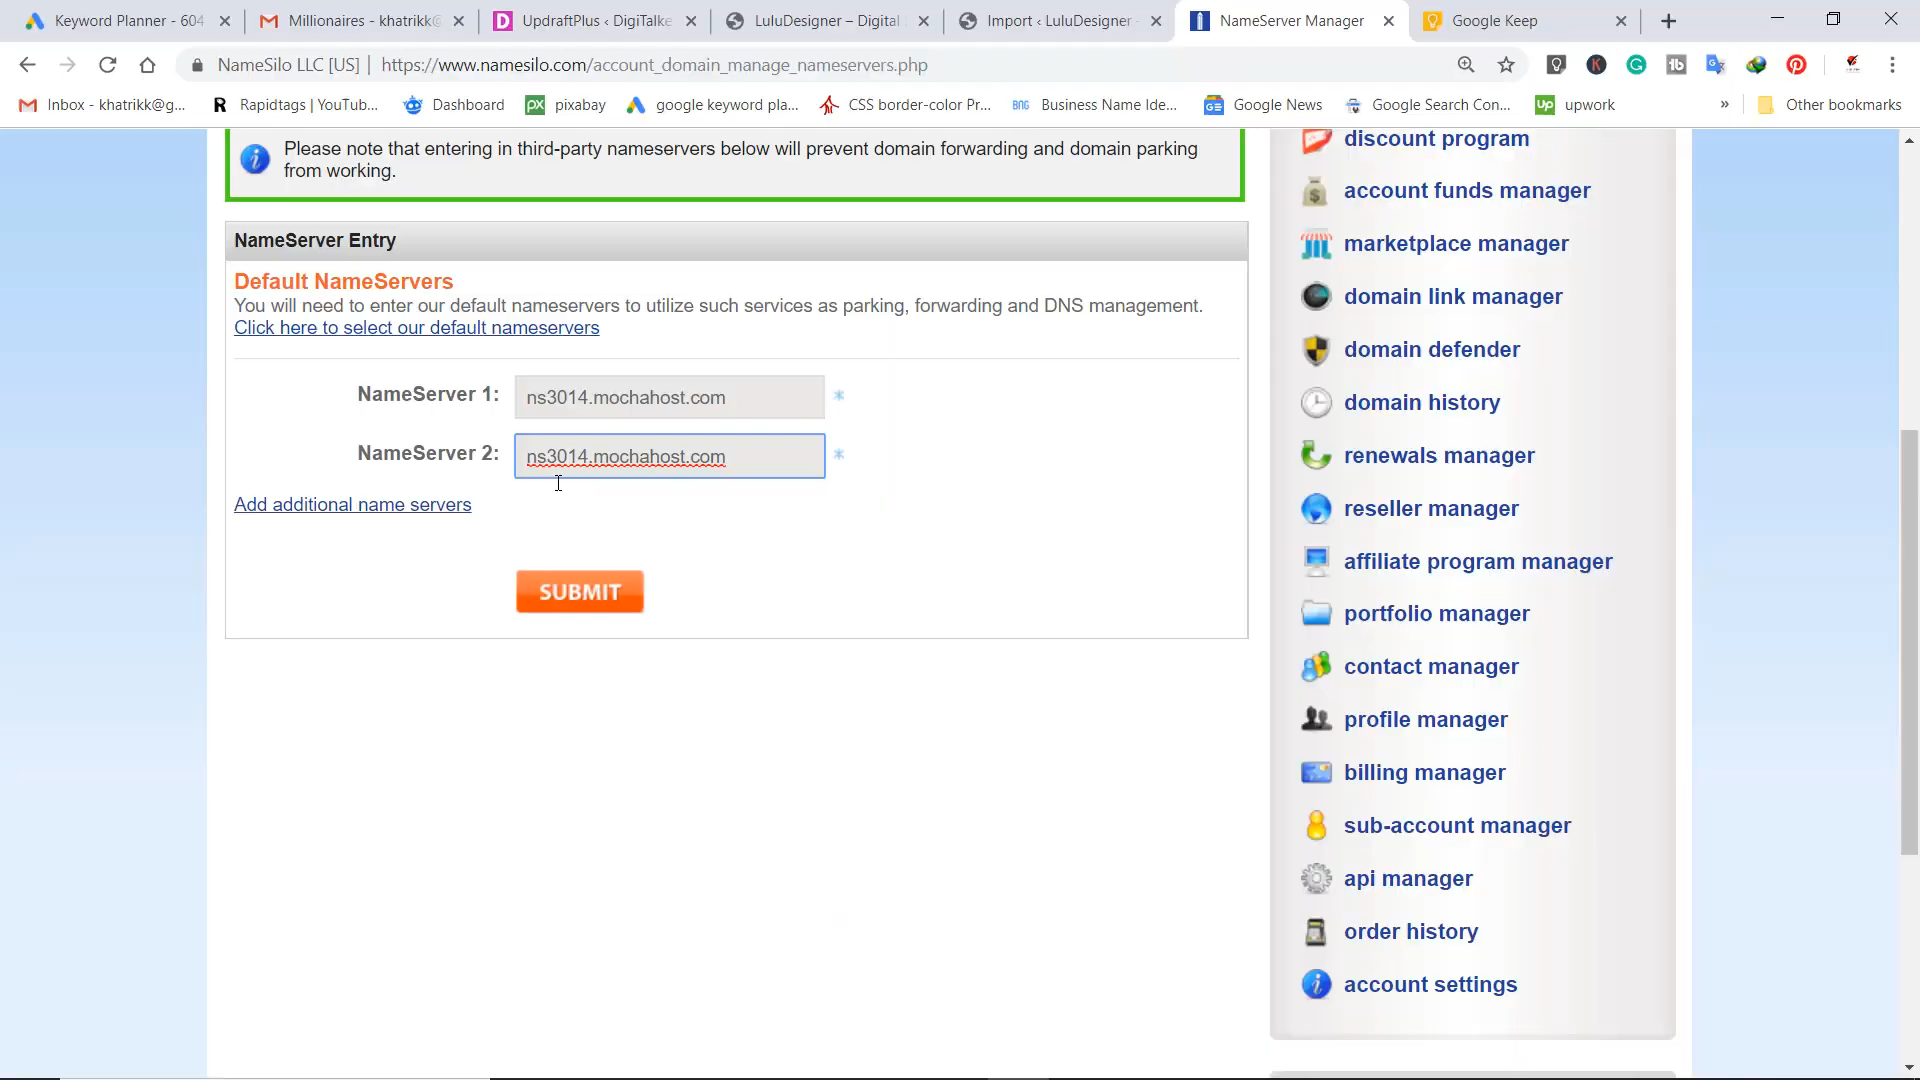 Keyword Planner - 604
Millionaires - khatrikk@
UpdraftPlus ‹ DigiTalke
LuluDesigner – Digital
Import ‹ LuluDesigner
NameServer Manager
Google Keep
NameSilo LLC [US] | https://www.namesilo.com/account_domain_manage_nameservers.php
Inbox - khatrikk@g...
Rapidtags | YouTub...
Dashboard
pixabay
google keyword pla...
CSS border-color Pr...
Business Name Ide...
Google News
Google Search Con...
upwork
»
Other bookmarks
Please note that entering in third-party nameservers below will prevent domain forwarding and domain parking
from working.
NameServer Entry
Default NameServers
You will need to enter our default nameservers to utilize such services as parking, forwarding and DNS management.
Click here to select our default nameservers
NameServer 1: ns3014.mochahost.com *
NameServer 2: ns3014.mochahost.com *
Add additional name servers
SUBMIT
discount program
account funds manager
marketplace manager
domain link manager
domain defender
domain history
renewals manager
reseller manager
affiliate program manager
portfolio manager
contact manager
profile manager
billing manager
sub-account manager
api manager
order history
account settings